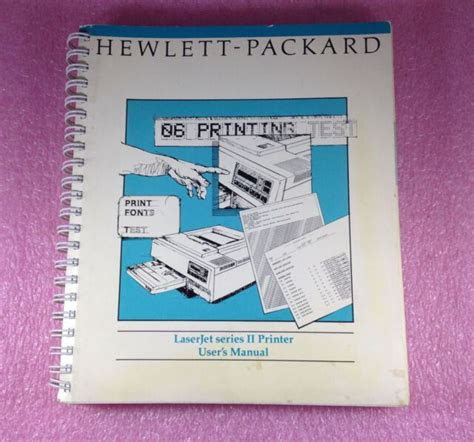 HEWLETT-PACKARD
06 PRINTING TEST
PRINT
FONTS
TEST
LaserJet series II Printer
User's Manual